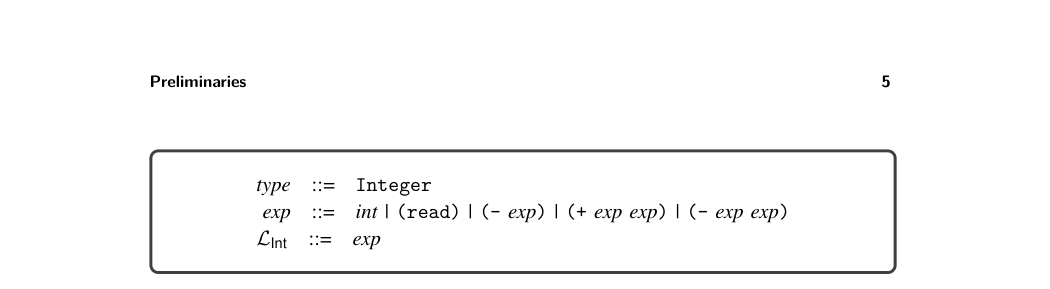 Preliminaries 5
type ::= Integer
exp ::= int | (read) | (- exp) | (+ exp exp) | (- exp exp)
ℒInt ::= exp